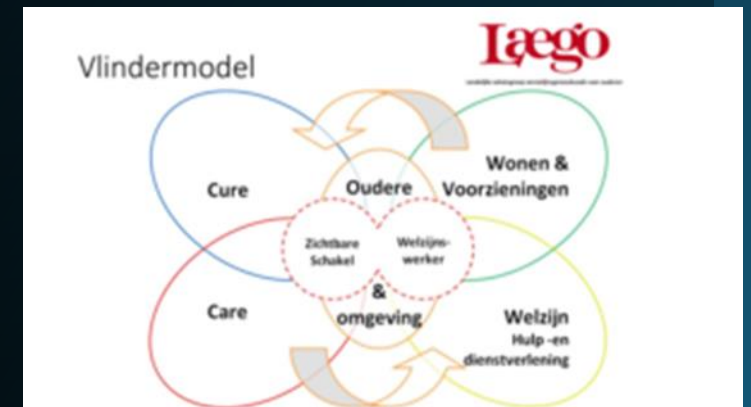 Vlindermodel
Laego
Cure
Oudere
Wonen &
Voorzieningen
Zichtbare
Schakel
Welzijns-
werker
&
omgeving
Care
Welzijn
Hulp -en
dienstverlening